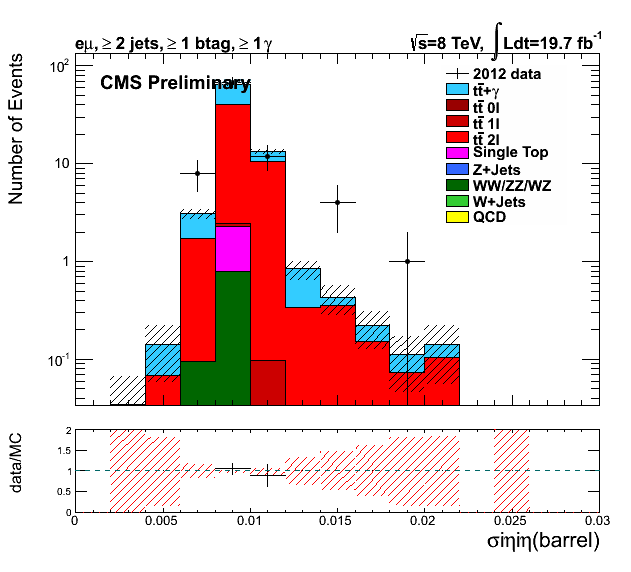 eμ, ≥ 2 jets, ≥ 1 btag, ≥ 1 γ
√s=8 TeV, ∫ Ldt=19.7 fb⁻¹
CMS Preliminary
Number of Events
10²
10
1
10⁻¹
2012 data
tt̄+γ
tt̄ 0l
tt̄ 1l
tt̄ 2l
Single Top
Z+Jets
WW/ZZ/WZ
W+Jets
QCD
data/MC
2
1.5
1
0.5
0
0 0.005 0.01 0.015 0.02 0.025 0.03
σiηiη(barrel)